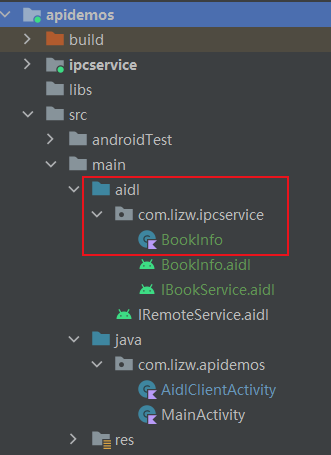 apidemos
build
ipcservice
libs
src
androidTest
main
aidl
com.lizw.ipcservice
BookInfo
BookInfo.aidl
IBookService.aidl
IRemoteService.aidl
java
com.lizw.apidemos
AidlClientActivity
MainActivity
res